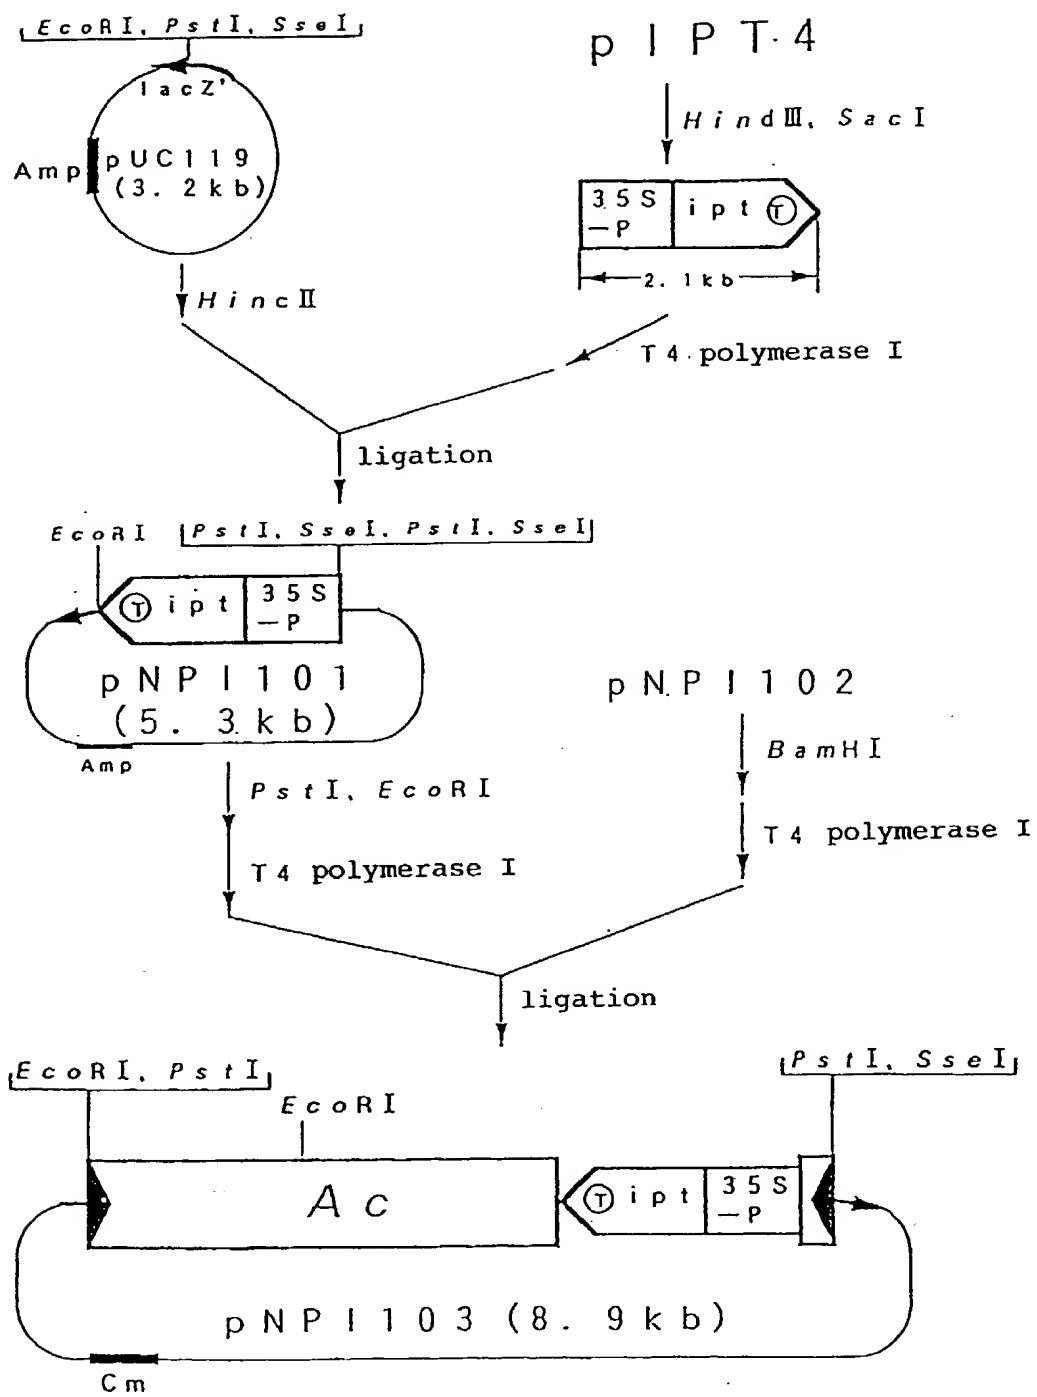 EcoRI, PstI, SseI
lacZ'
Amp
pUC119
(3.2kb)
HincII
pIPT4
HindIII, SacI
35S
-P
ipt
T
2.1kb
T4 polymerase I
ligation
EcoRI
PstI, SseI, PstI, SseI
T
ipt
35S
-P
pNPI101
(5.3kb)
Amp
PstI, EcoRI
T4 polymerase I
pNPI102
BamHI
T4 polymerase I
ligation
EcoRI, PstI
EcoRI
PstI, SseI
Ac
T
ipt
35S
-P
pNPI103 (8.9kb)
Cm